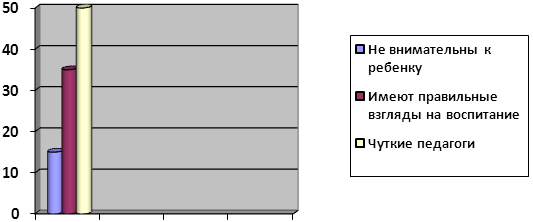 50
40
30
20
10
0
Не внимательны к
ребенку
Имеют правильные
взгляды на воспитание
Чуткие педагоги